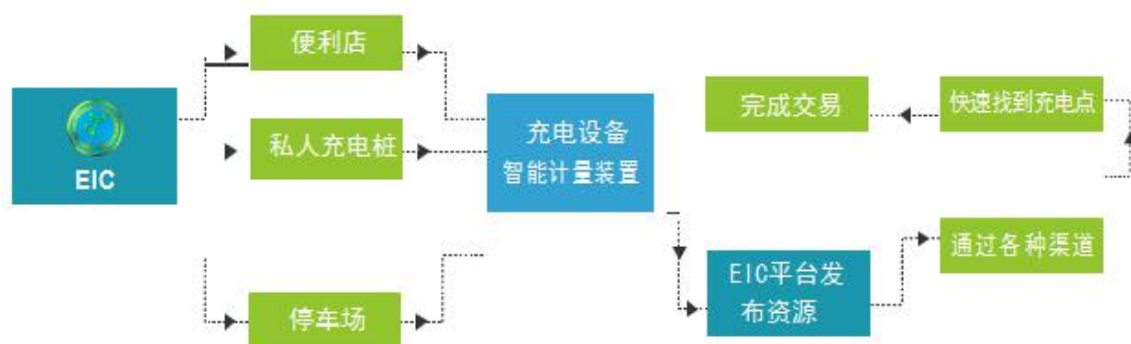 EIC
便利店
私人充电桩
停车场
充电设备
智能计量装置
EIC平台发
布资源
通过各种渠道
快速找到充电点
完成交易